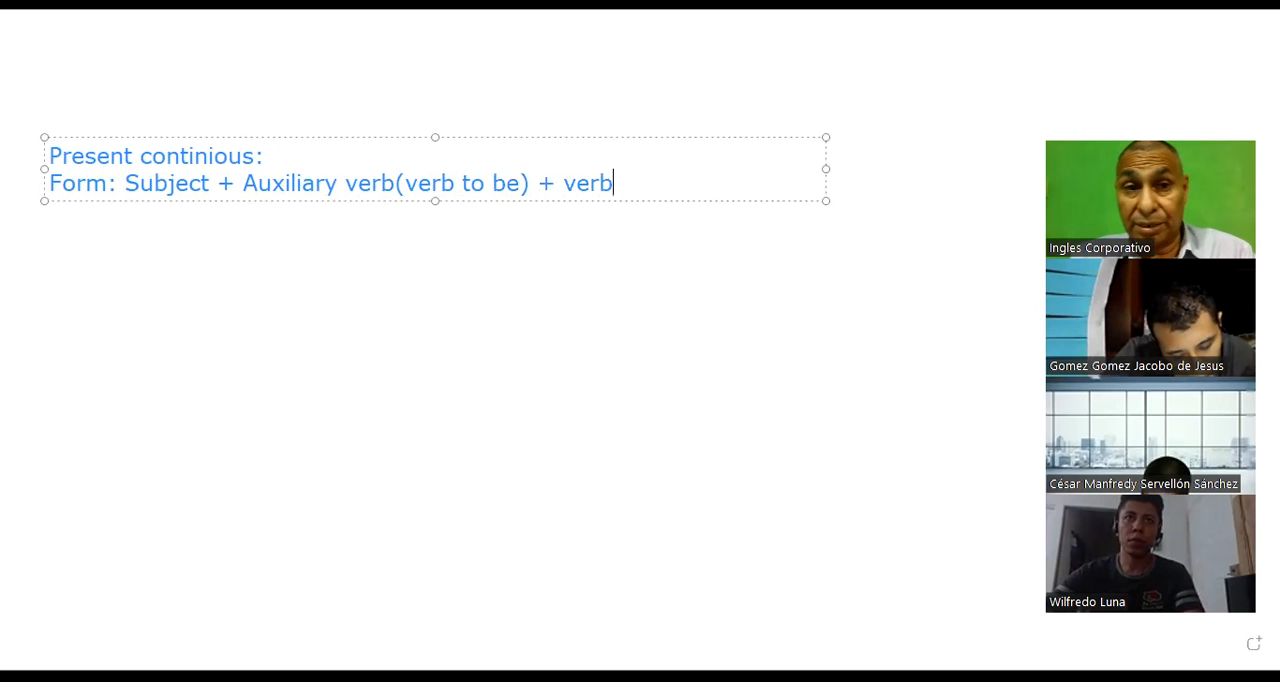 Present continious:
Form: Subject + Auxiliary verb(verb to be) + verb
Ingles Corporativo
Gomez Gomez Jacobo de Jesus
César Manfredy Servellón Sánchez
Wilfredo Luna